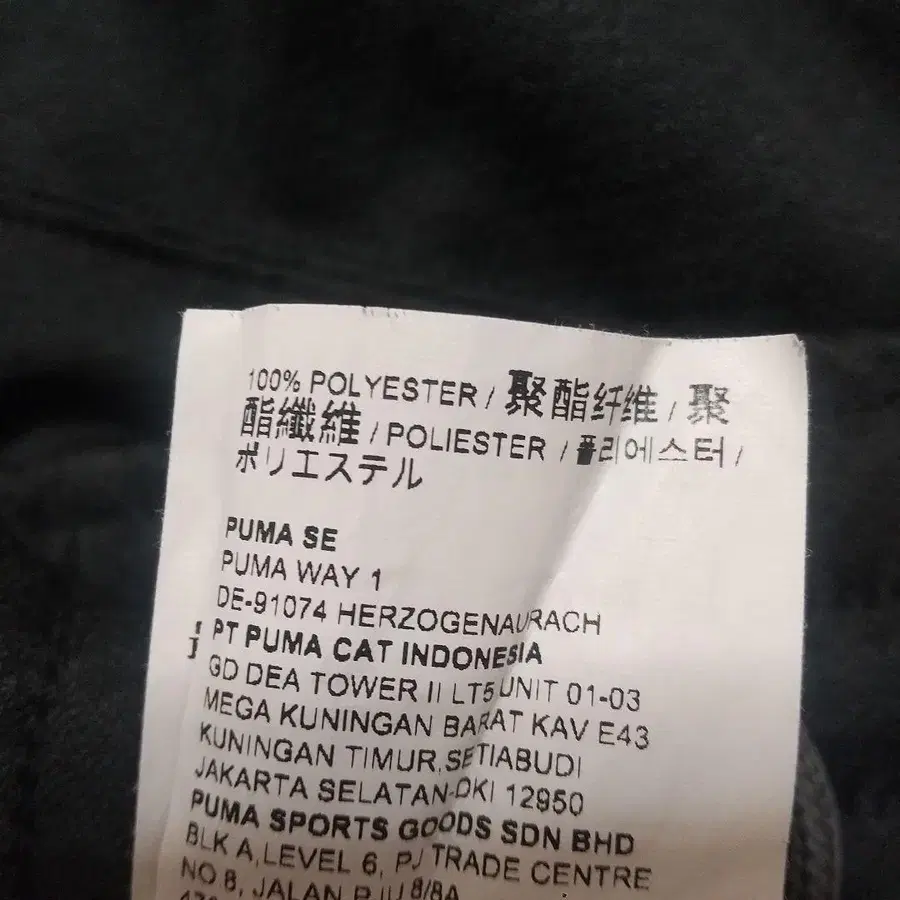 100% POLYESTER / 聚酯纤维 / 聚
酯纖維 / POLIESTER / 폴리에스터 /
ポリエステル
PUMA SE
PUMA WAY 1
DE-91074 HERZOGENAURACH
PT PUMA CAT INDONESIA
GD DEA TOWER II LT5 UNIT 01-03
MEGA KUNINGAN BARAT KAV E43
KUNINGAN TIMUR,SETIABUDI
JAKARTA SELATAN-DKI 12950
PUMA SPORTS GOODS SDN BHD
BLK A,LEVEL 6, PJ TRADE CENTRE
NO 8, JALAN PJU 8/8A